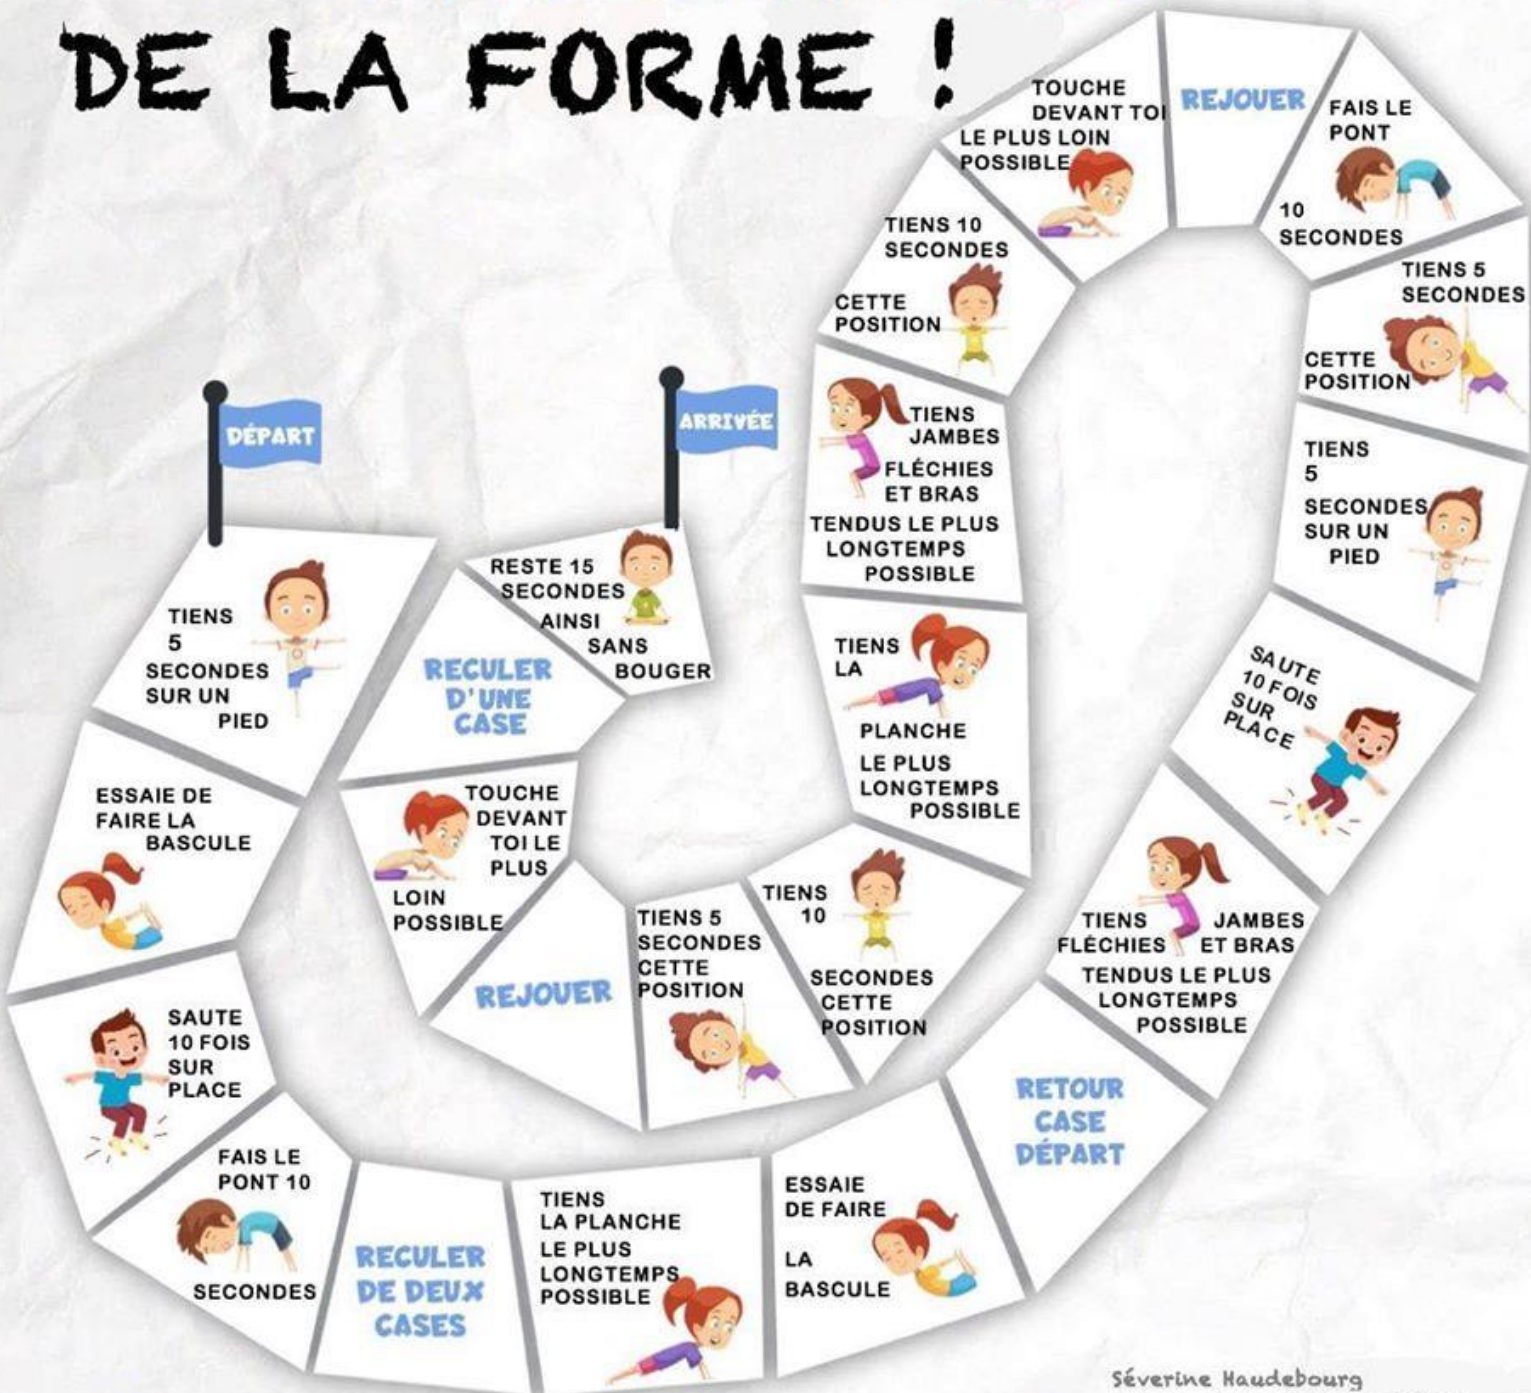 DE LA FORME !
DÉPART
TIENS
5
SECONDES
SUR UN
PIED
ESSAIE DE
FAIRE LA
BASCULE
SAUTE
10 FOIS
SUR
PLACE
FAIS LE
PONT 10
SECONDES
RECULER
DE DEUX
CASES
TIENS
LA PLANCHE
LE PLUS
LONGTEMPS
POSSIBLE
ESSAIE
DE FAIRE
LA
BASCULE
RETOUR
CASE
DÉPART
TIENS JAMBES
FLÉCHIES ET BRAS
TENDUS LE PLUS
LONGTEMPS
POSSIBLE
SAUTE
10 FOIS
SUR
PLACE
TIENS
5
SECONDES
SUR UN
PIED
TIENS 5
SECONDES
CETTE
POSITION
FAIS LE
PONT
10
SECONDES
REJOUER
TOUCHE
DEVANT TOI
LE PLUS LOIN
POSSIBLE
TIENS 10
SECONDES
CETTE
POSITION
TIENS
JAMBES
FLÉCHIES
ET BRAS
TENDUS LE PLUS
LONGTEMPS
POSSIBLE
TIENS
LA
PLANCHE
LE PLUS
LONGTEMPS
POSSIBLE
TIENS
10
SECONDES
CETTE
POSITION
TIENS 5
SECONDES
CETTE
POSITION
REJOUER
TOUCHE
DEVANT
TOI LE
PLUS
LOIN
POSSIBLE
RECULER
D'UNE
CASE
RESTE 15
SECONDES
AINSI
SANS
BOUGER
ARRIVÉE
Séverine Haudebourg